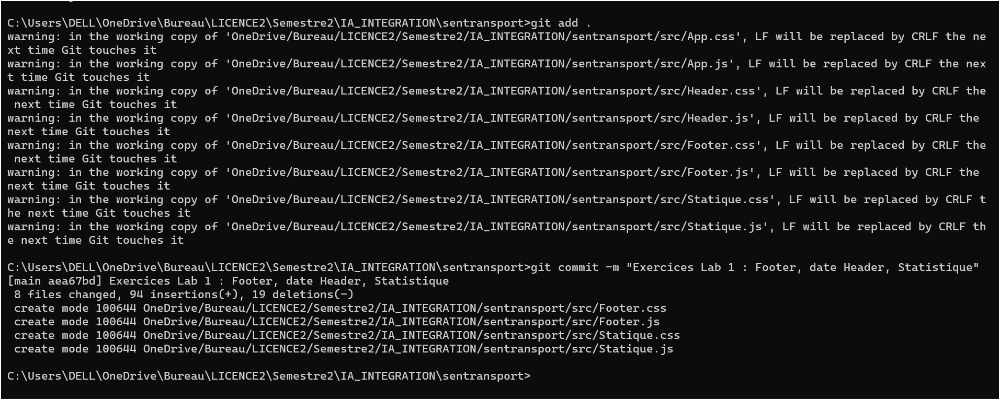 C:\Users\DELL\OneDrive\Bureau\LICENCE2\Semestre2\IA_INTEGRATION\sentransport>git add .
warning: in the working copy of 'OneDrive/Bureau/LICENCE2/Semestre2/IA_INTEGRATION/sentransport/src/App.css', LF will be replaced by CRLF the ne
xt time Git touches it
warning: in the working copy of 'OneDrive/Bureau/LICENCE2/Semestre2/IA_INTEGRATION/sentransport/src/App.js', LF will be replaced by CRLF the nex
t time Git touches it
warning: in the working copy of 'OneDrive/Bureau/LICENCE2/Semestre2/IA_INTEGRATION/sentransport/src/Header.css', LF will be replaced by CRLF the
 next time Git touches it
warning: in the working copy of 'OneDrive/Bureau/LICENCE2/Semestre2/IA_INTEGRATION/sentransport/src/Header.js', LF will be replaced by CRLF the
next time Git touches it
warning: in the working copy of 'OneDrive/Bureau/LICENCE2/Semestre2/IA_INTEGRATION/sentransport/src/Footer.css', LF will be replaced by CRLF the
 next time Git touches it
warning: in the working copy of 'OneDrive/Bureau/LICENCE2/Semestre2/IA_INTEGRATION/sentransport/src/Footer.js', LF will be replaced by CRLF the
next time Git touches it
warning: in the working copy of 'OneDrive/Bureau/LICENCE2/Semestre2/IA_INTEGRATION/sentransport/src/Statique.css', LF will be replaced by CRLF t
he next time Git touches it
warning: in the working copy of 'OneDrive/Bureau/LICENCE2/Semestre2/IA_INTEGRATION/sentransport/src/Statique.js', LF will be replaced by CRLF th
e next time Git touches it
C:\Users\DELL\OneDrive\Bureau\LICENCE2\Semestre2\IA_INTEGRATION\sentransport>git commit -m "Exercices Lab 1 : Footer, date Header, Statistique"
[main aea67bd] Exercices Lab 1 : Footer, date Header, Statistique
 8 files changed, 94 insertions(+), 19 deletions(-)
 create mode 100644 OneDrive/Bureau/LICENCE2/Semestre2/IA_INTEGRATION/sentransport/src/Footer.css
 create mode 100644 OneDrive/Bureau/LICENCE2/Semestre2/IA_INTEGRATION/sentransport/src/Footer.js
 create mode 100644 OneDrive/Bureau/LICENCE2/Semestre2/IA_INTEGRATION/sentransport/src/Statique.css
 create mode 100644 OneDrive/Bureau/LICENCE2/Semestre2/IA_INTEGRATION/sentransport/src/Statique.js
C:\Users\DELL\OneDrive\Bureau\LICENCE2\Semestre2\IA_INTEGRATION\sentransport>